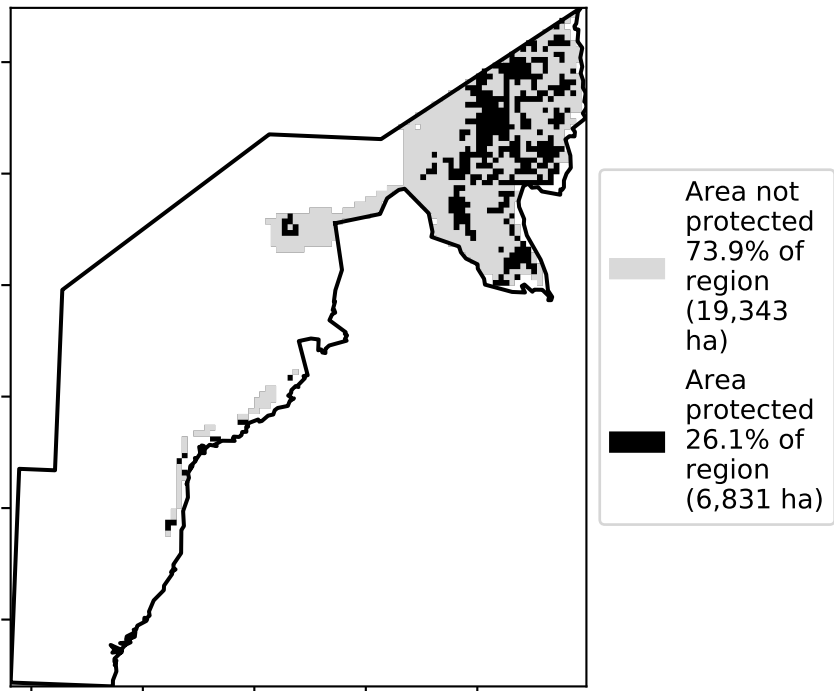 Area not
protected
73.9% of
region
(19,343
ha)
Area
protected
26.1% of
region
(6,831 ha)